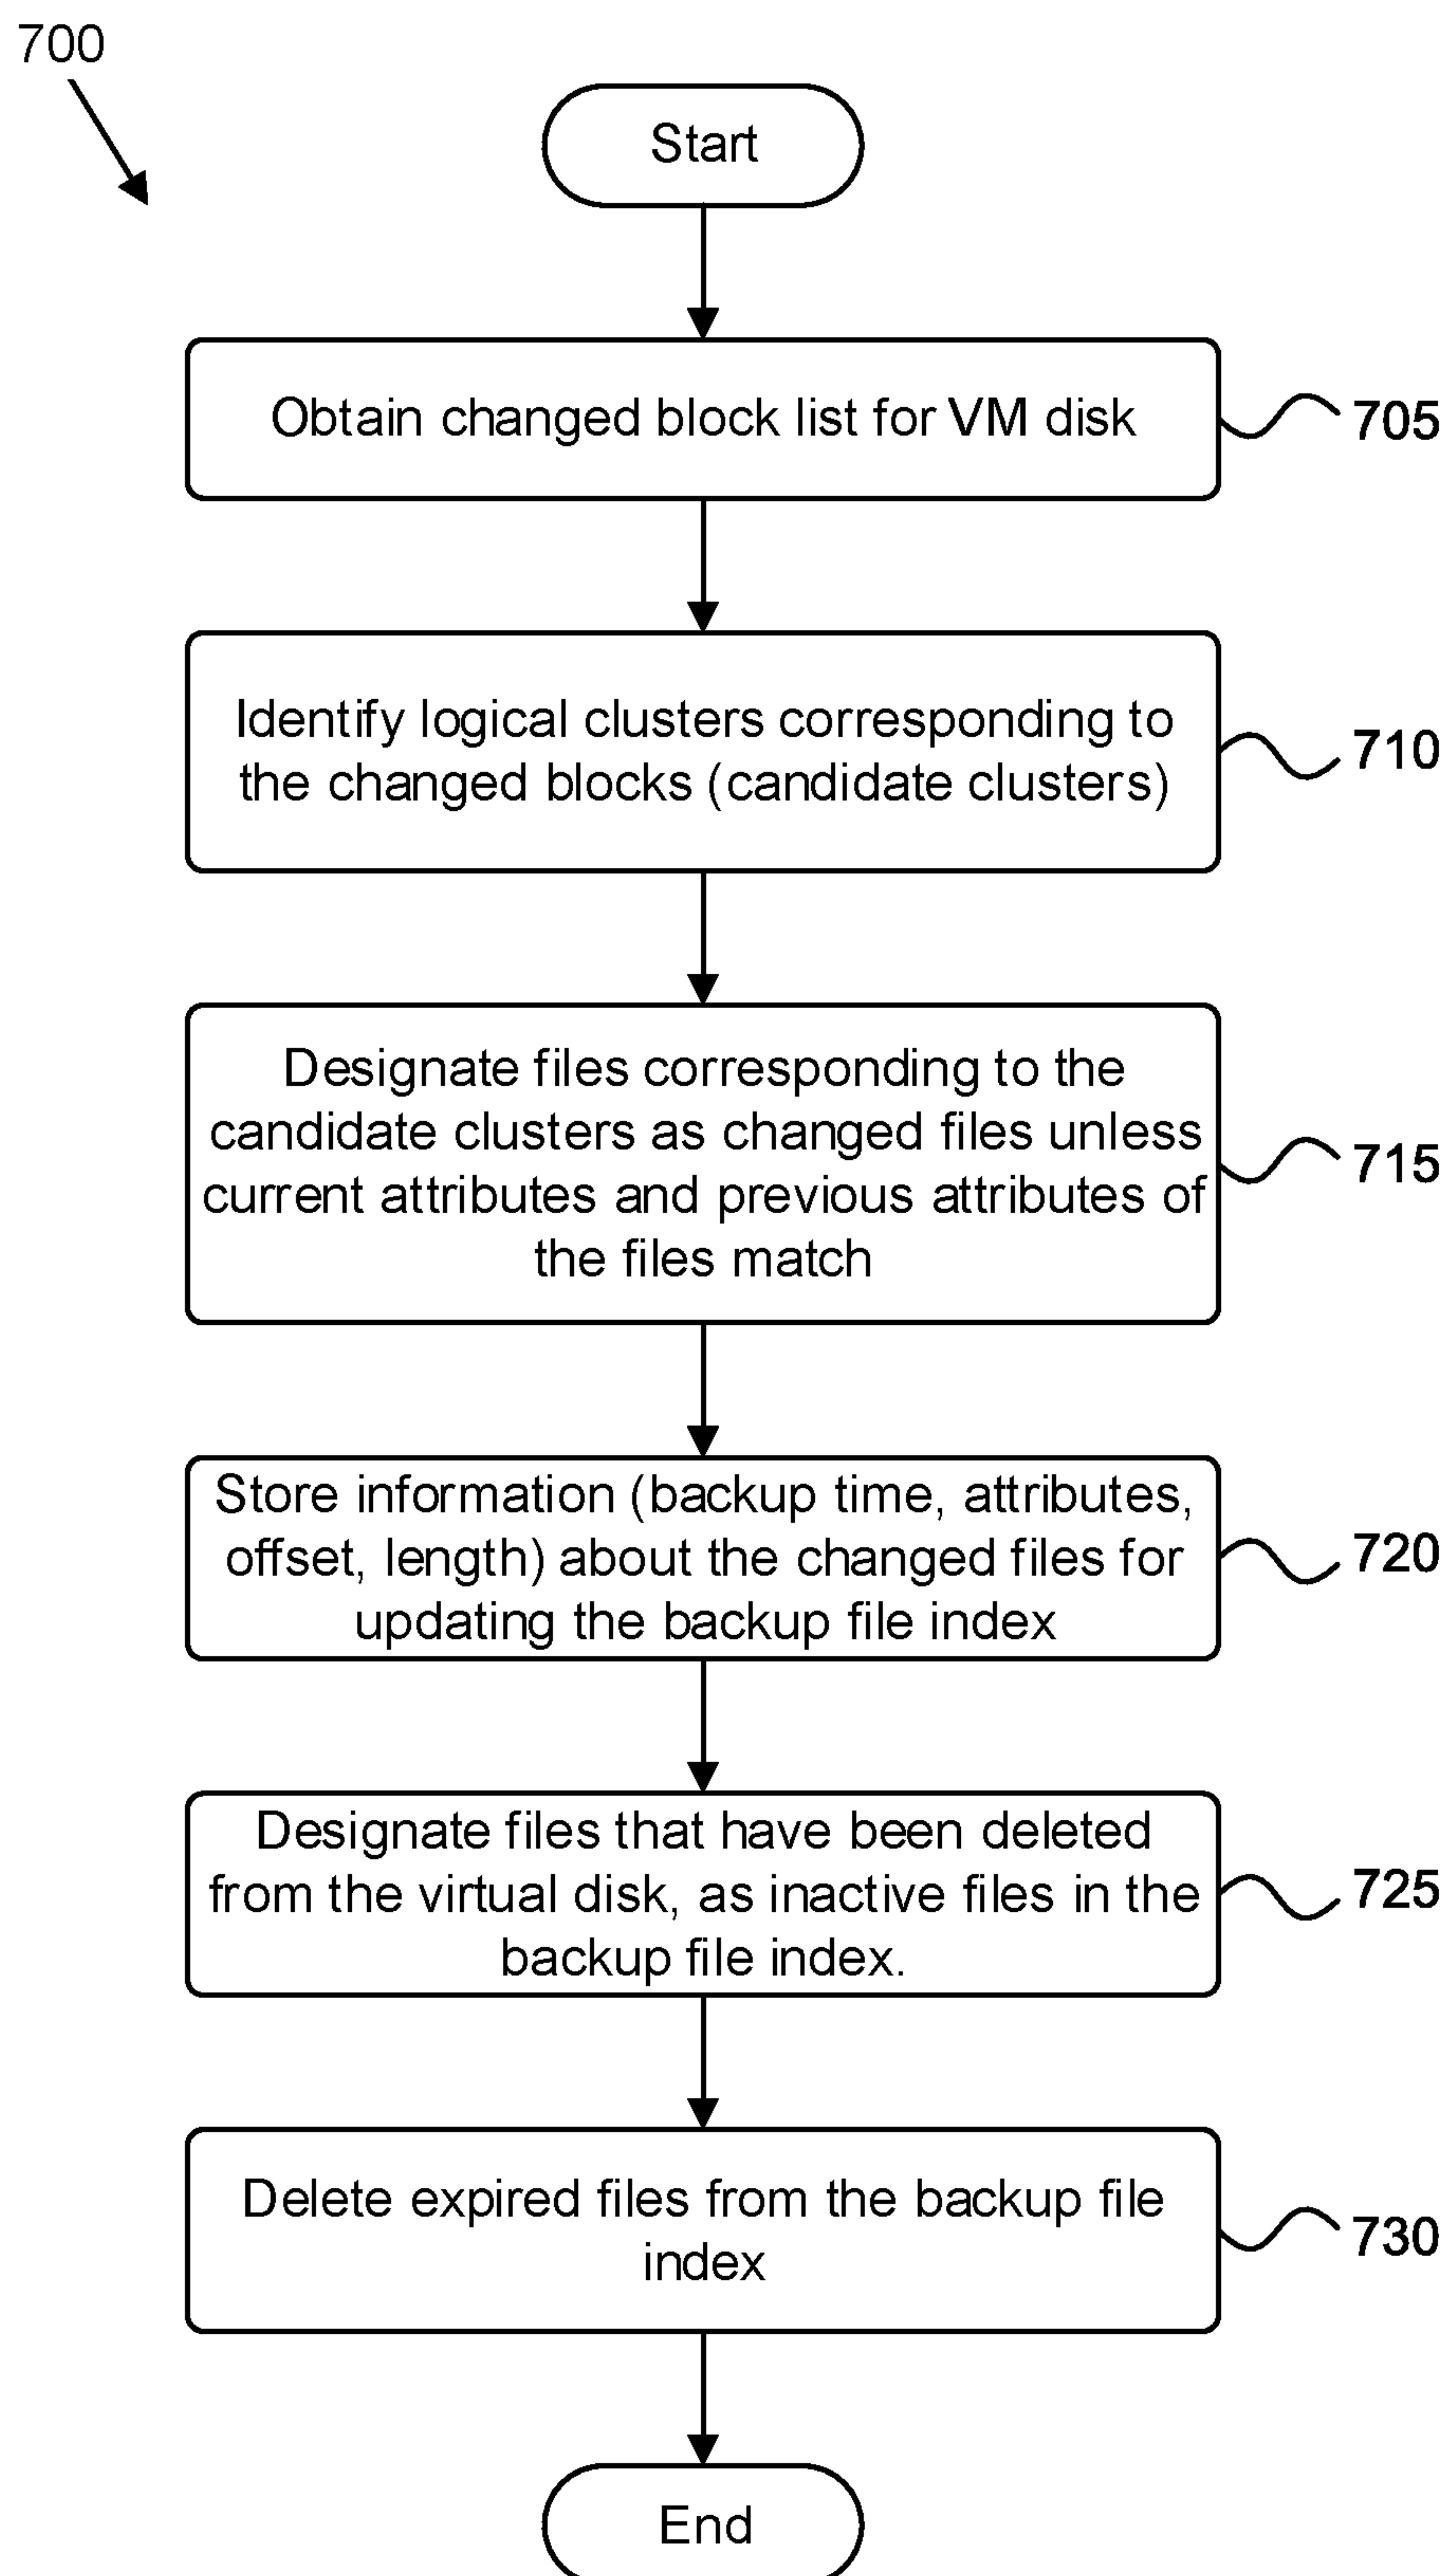 700
Start
Obtain changed block list for VM disk
705
Identify logical clusters corresponding to
the changed blocks (candidate clusters)
710
Designate files corresponding to the
candidate clusters as changed files unless
current attributes and previous attributes of
the files match
715
Store information (backup time, attributes,
offset, length) about the changed files for
updating the backup file index
720
Designate files that have been deleted
from the virtual disk, as inactive files in the
backup file index.
725
Delete expired files from the backup file
index
730
End